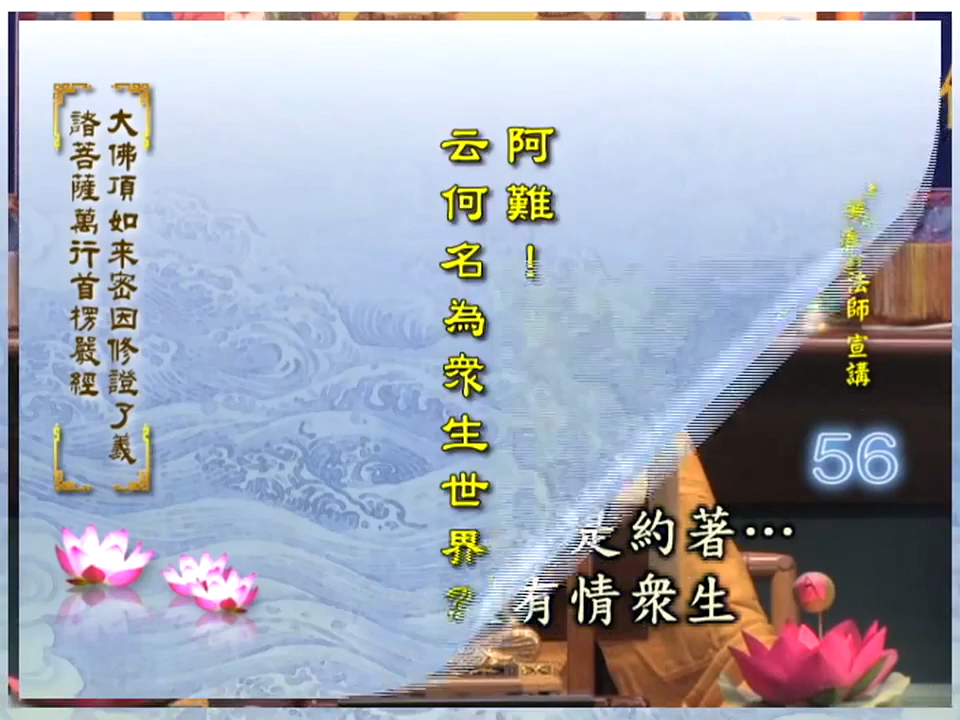 大佛頂如来密因修證了義
諸菩薩萬行首楞嚴經
阿難!
云何名為衆生世界?
法師 宣講
56
約著…
有情衆生